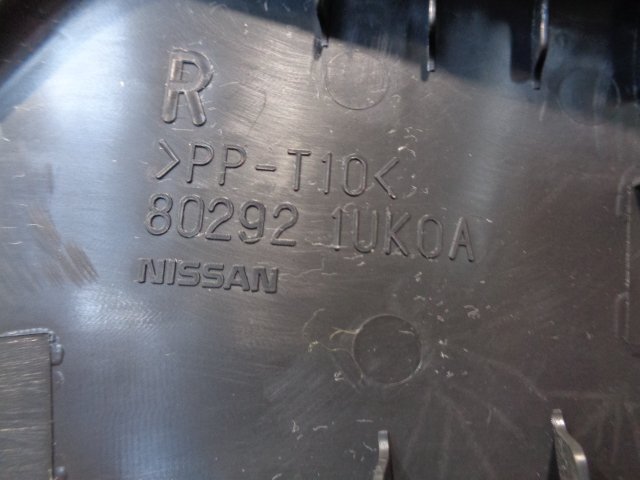 R
>PP-T10<
80292 1UK0A
NISSAN